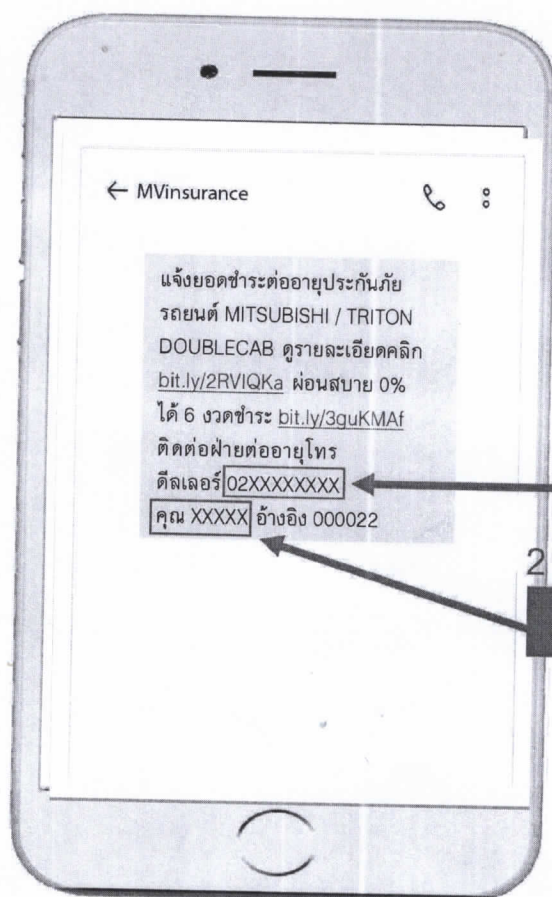 ← MVinsurance
แจ้งยอดชำระต่ออายุประกันภัย
รถยนต์ MITSUBISHI / TRITON
DOUBLECAB ดูรายละเอียดคลิก
bit.ly/2RVIQKa ผ่อนสบาย 0%
ได้ 6 งวดชำระ bit.ly/3guKMAf
ติดต่อฝ่ายต่ออายุโทร
ดีลเลอร์ 02XXXXXXXX
คุณ XXXXX อ้างอิง 000022
2